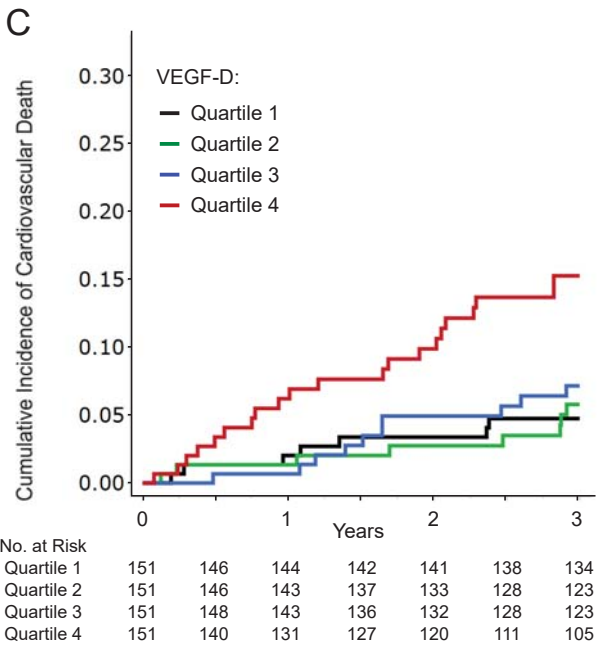 C
Cumulative Incidence of Cardiovascular Death
0.30
0.25
0.20
0.15
0.10
0.05
0.00
VEGF-D:
Quartile 1
Quartile 2
Quartile 3
Quartile 4
0 1 2 3
Years
No. at Risk
Quartile 1 151 146 144 142 141 138 134
Quartile 2 151 146 143 137 133 128 123
Quartile 3 151 148 143 136 132 128 123
Quartile 4 151 140 131 127 120 111 105